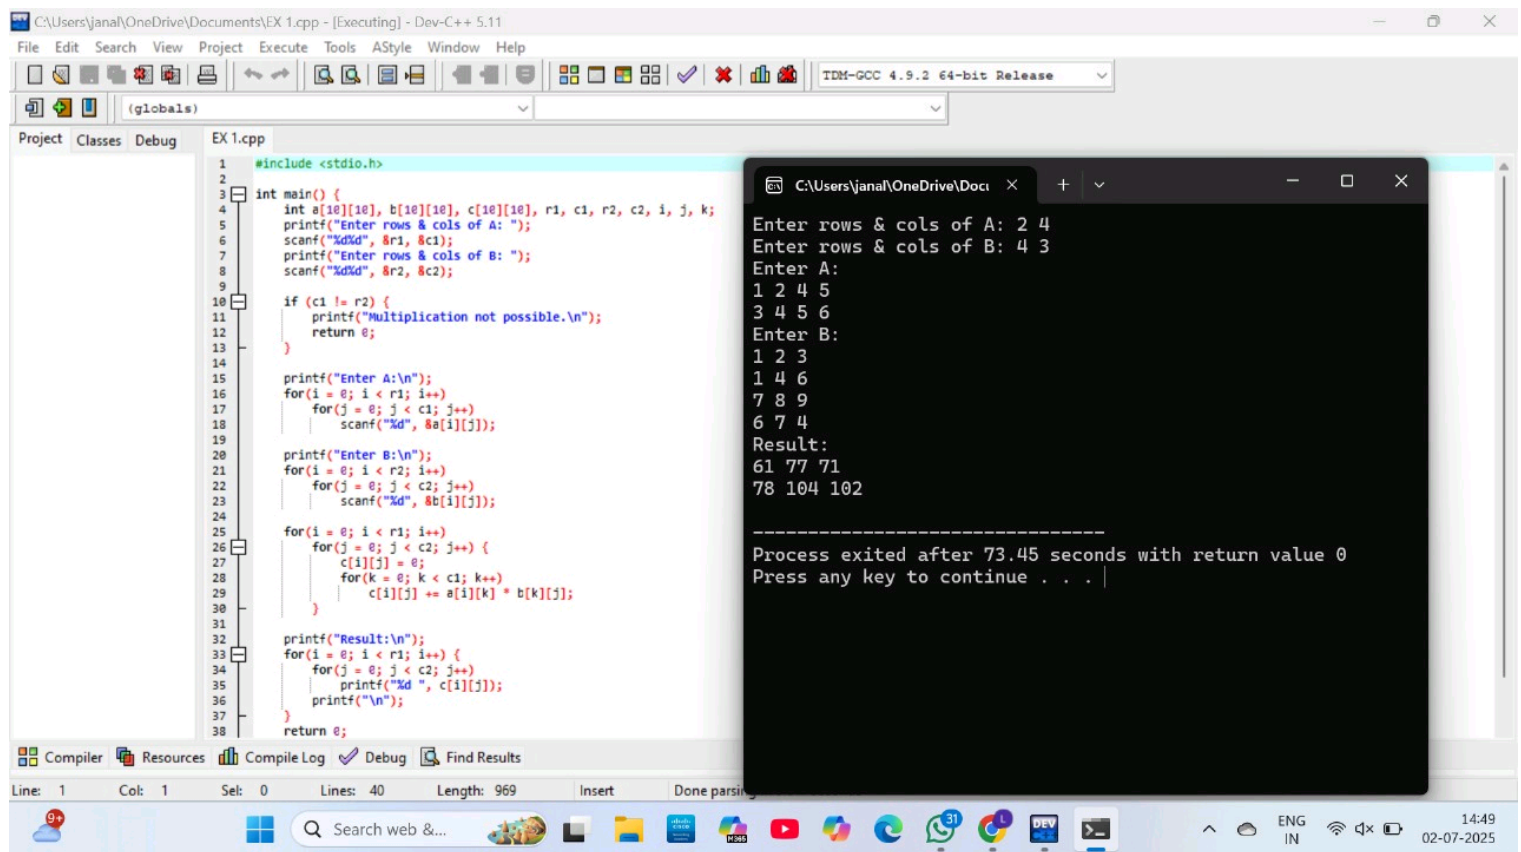 C:\Users\janal\OneDrive\Documents\EX 1.cpp - [Executing] - Dev-C++ 5.11
File Edit Search View Project Execute Tools AStyle Window Help
TDM-GCC 4.9.2 64-bit Release
(globals)
Project Classes Debug EX 1.cpp
1 #include <stdio.h>
2
3 int main() {
4 int a[10][10], b[10][10], c[10][10], r1, c1, r2, c2, i, j, k;
5 printf("Enter rows & cols of A: ");
6 scanf("%d%d", &r1, &c1);
7 printf("Enter rows & cols of B: ");
8 scanf("%d%d", &r2, &c2);
9
10 if (c1 != r2) {
11 printf("Multiplication not possible.\n");
12 return 0;
13 }
14
15 printf("Enter A:\n");
16 for(i = 0; i < r1; i++)
17 for(j = 0; j < c1; j++)
18 scanf("%d", &a[i][j]);
19
20 printf("Enter B:\n");
21 for(i = 0; i < r2; i++)
22 for(j = 0; j < c2; j++)
23 scanf("%d", &b[i][j]);
24
25 for(i = 0; i < r1; i++)
26 for(j = 0; j < c2; j++) {
27 c[i][j] = 0;
28 for(k = 0; k < c1; k++)
29 c[i][j] += a[i][k] * b[k][j];
30 }
31
32 printf("Result:\n");
33 for(i = 0; i < r1; i++) {
34 for(j = 0; j < c2; j++)
35 printf("%d ", c[i][j]);
36 printf("\n");
37 }
38 return 0;
C:\Users\janal\OneDrive\Docu
Enter rows & cols of A: 2 4
Enter rows & cols of B: 4 3
Enter A:
1 2 4 5
3 4 5 6
Enter B:
1 2 3
1 4 6
7 8 9
6 7 4
Result:
61 77 71
78 104 102
--------------------------------
Process exited after 73.45 seconds with return value 0
Press any key to continue . . .
Compiler Resources Compile Log Debug Find Results
Line: 1 Col: 1 Sel: 0 Lines: 40 Length: 969 Insert Done parsing
9+ Search web &... M365 31 L DEV ENG 14:49
IN 02-07-2025